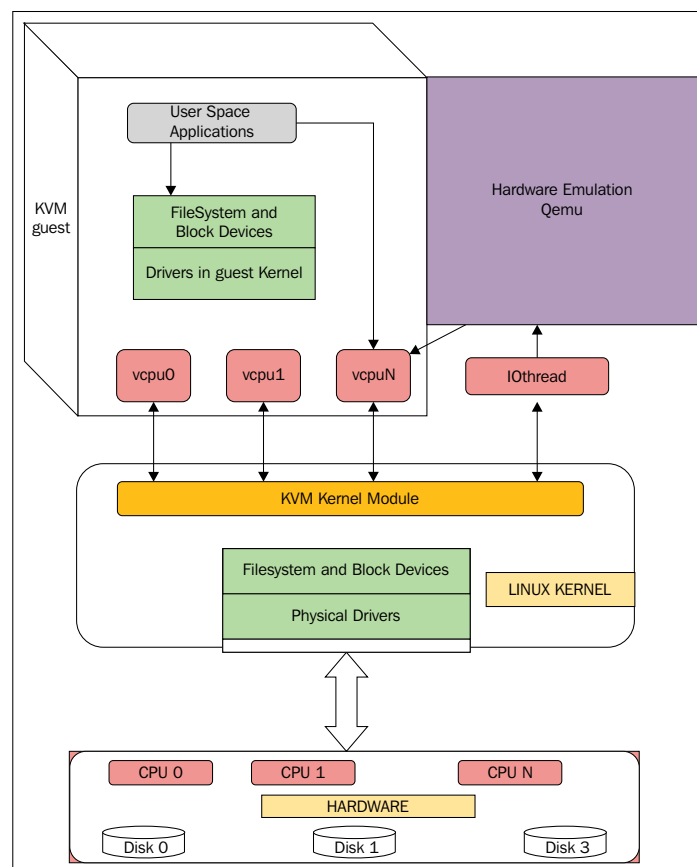 User Space
Applications
Hardware Emulation
Qemu
KVM
guest
FileSystem and
Block Devices
Drivers in guest Kernel
vcpu0
vcpu1
vcpuN
IOthread
KVM Kernel Module
Filesystem and Block Devices
LINUX KERNEL
Physical Drivers
CPU 0
CPU 1
CPU N
HARDWARE
Disk 0
Disk 1
Disk 3